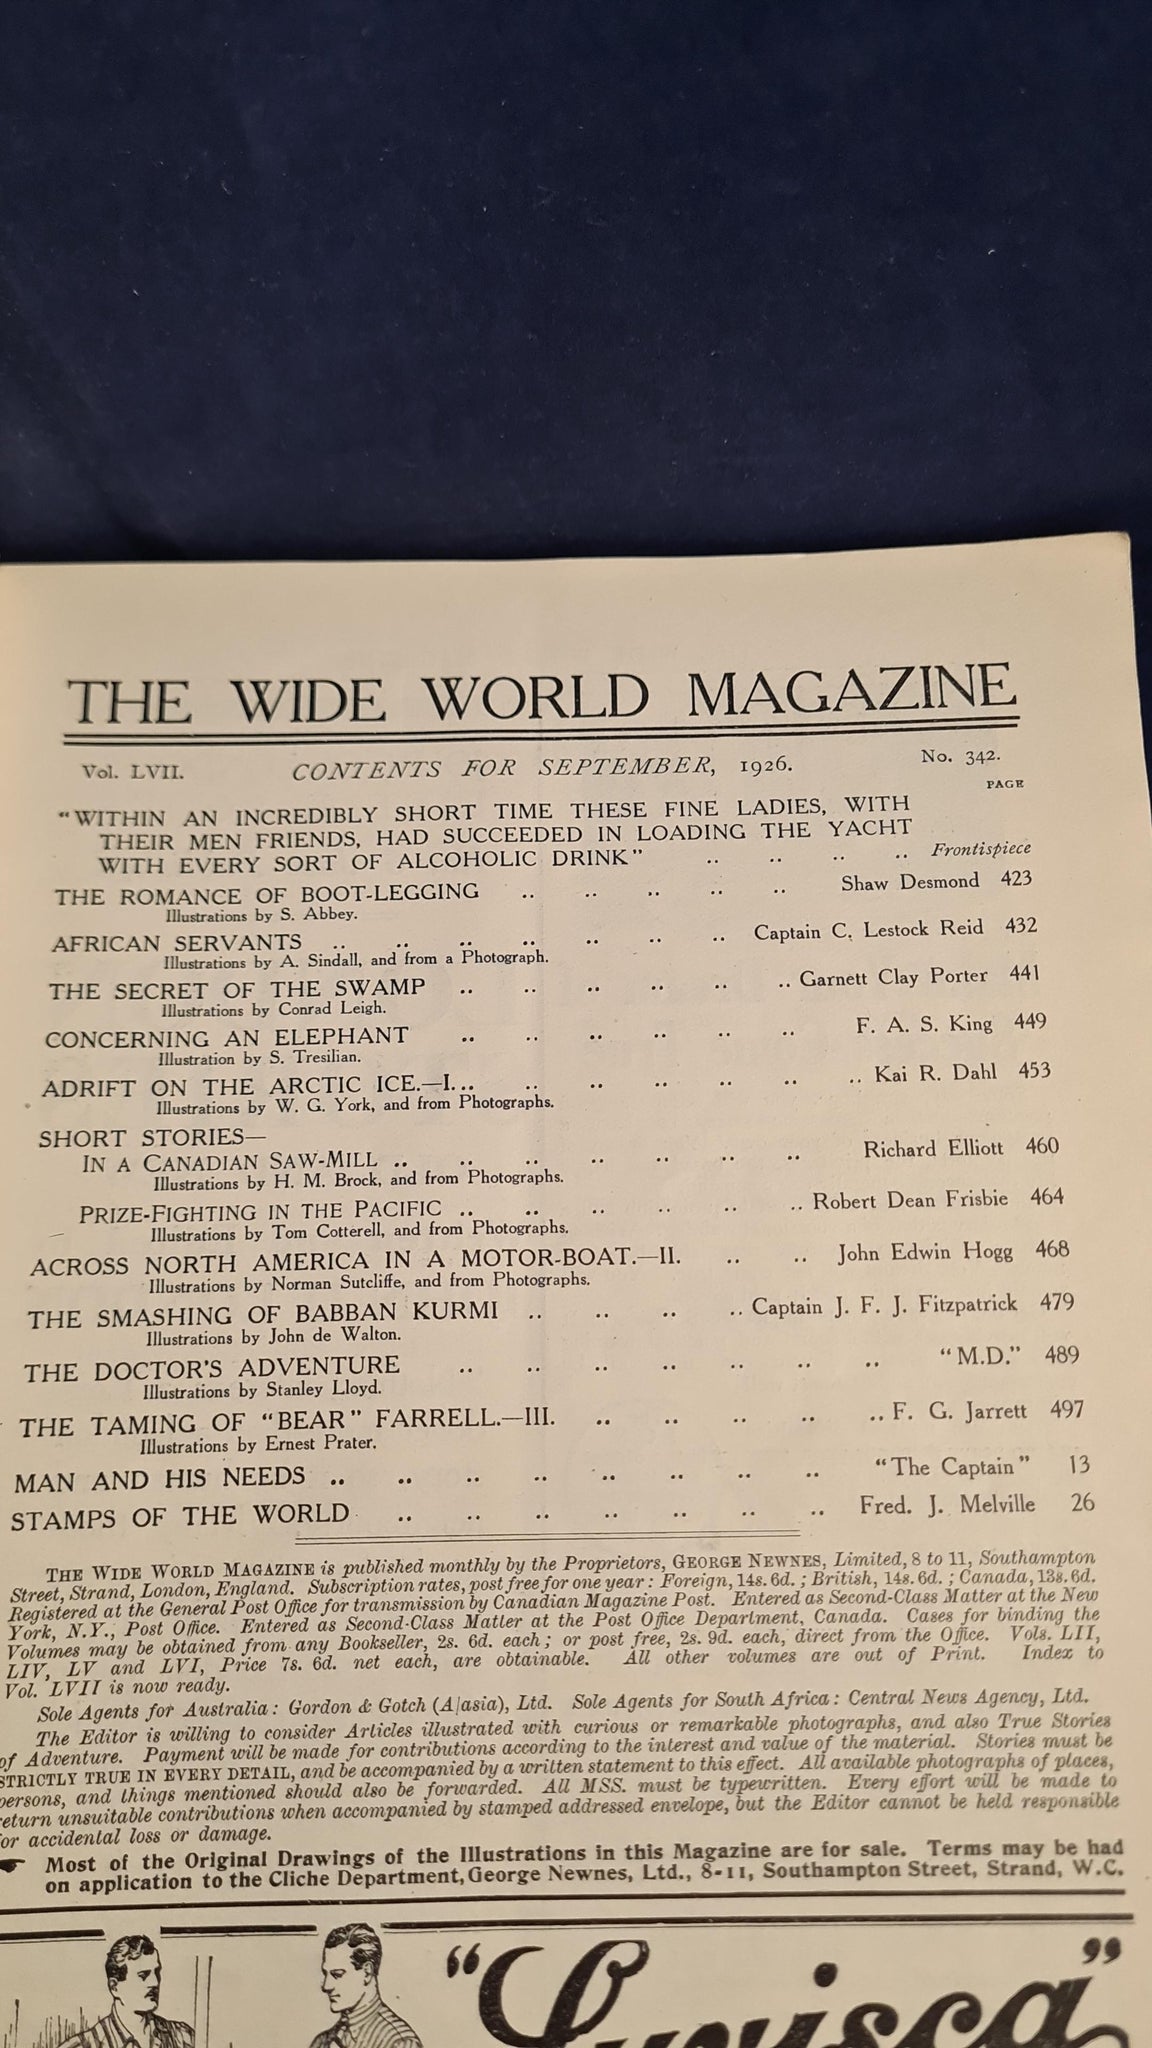 THE WIDE WORLD MAGAZINE
Vol. LVII. CONTENTS FOR SEPTEMBER, 1926. No. 342.
PAGE
"WITHIN AN INCREDIBLY SHORT TIME THESE FINE LADIES, WITH
THEIR MEN FRIENDS, HAD SUCCEEDED IN LOADING THE YACHT
WITH EVERY SORT OF ALCOHOLIC DRINK" .. .. .. .. Frontispiece
THE ROMANCE OF BOOT-LEGGING .. .. .. .. .. Shaw Desmond 423
Illustrations by S. Abbey.
AFRICAN SERVANTS .. .. .. .. .. .. .. Captain C. Lestock Reid 432
Illustrations by A. Sindall, and from a Photograph.
THE SECRET OF THE SWAMP .. .. .. .. .. .. Garnett Clay Porter 441
Illustrations by Conrad Leigh.
CONCERNING AN ELEPHANT .. .. .. .. .. .. F. A. S. King 449
Illustration by S. Tresilian.
ADRIFT ON THE ARCTIC ICE.—I... .. .. .. .. .. .. Kai R. Dahl 453
Illustrations by W. G. York, and from Photographs.
SHORT STORIES—
IN A CANADIAN SAW-MILL .. .. .. .. .. .. .. Richard Elliott 460
Illustrations by H. M. Brock, and from Photographs.
PRIZE-FIGHTING IN THE PACIFIC .. .. .. .. .. .. Robert Dean Frisbie 464
Illustrations by Tom Cotterell, and from Photographs.
ACROSS NORTH AMERICA IN A MOTOR-BOAT.—II. .. .. John Edwin Hogg 468
Illustrations by Norman Sutcliffe, and from Photographs.
THE SMASHING OF BABBAN KURMI .. .. .. .. Captain J. F. J. Fitzpatrick 479
Illustrations by John de Walton.
THE DOCTOR'S ADVENTURE .. .. .. .. .. .. .. "M.D." 489
Illustrations by Stanley Lloyd.
THE TAMING OF "BEAR" FARRELL.—III. .. .. .. .. .. F. G. Jarrett 497
Illustrations by Ernest Prater.
MAN AND HIS NEEDS .. .. .. .. .. .. .. .. "The Captain" 13
STAMPS OF THE WORLD .. .. .. .. .. .. .. Fred. J. Melville 26
THE WIDE WORLD MAGAZINE is published monthly by the Proprietors, GEORGE NEWNES, Limited, 8 to 11, Southampton
Street, Strand, London, England. Subscription rates, post free for one year: Foreign, 14s. 6d.; British, 14s. 6d.; Canada, 13s. 6d.
Registered at the General Post Office for transmission by Canadian Magazine Post. Entered as Second-Class Matter at the New
York, N.Y., Post Office. Entered as Second-Class Matter at the Post Office Department, Canada. Cases for binding the
Volumes may be obtained from any Bookseller, 2s. 6d. each; or post free, 2s. 9d. each, direct from the Office. Vols. LII,
LIV, LV and LVI, Price 7s. 6d. net each, are obtainable. All other volumes are out of Print. Index to
Vol. LVII is now ready.
Sole Agents for Australia: Gordon & Gotch (A/asia), Ltd. Sole Agents for South Africa: Central News Agency, Ltd.
The Editor is willing to consider Articles illustrated with curious or remarkable photographs, and also True Stories
of Adventure. Payment will be made for contributions according to the interest and value of the material. Stories must be
STRICTLY TRUE IN EVERY DETAIL, and be accompanied by a written statement to this effect. All available photographs of places,
persons, and things mentioned should also be forwarded. All MSS. must be typewritten. Every effort will be made to
return unsuitable contributions when accompanied by stamped addressed envelope, but the Editor cannot be held responsible
for accidental loss or damage.
Most of the Original Drawings of the Illustrations in this Magazine are for sale. Terms may be had
on application to the Cliche Department, George Newnes, Ltd., 8-11, Southampton Street, Strand, W.C.
"Luvisca"